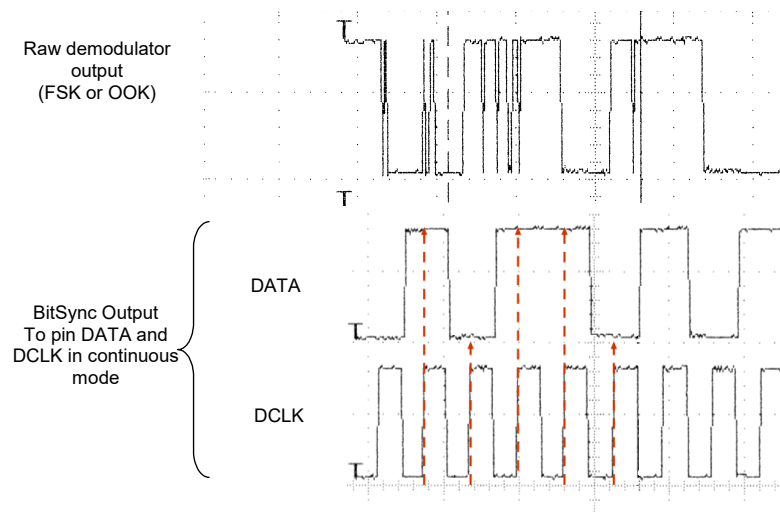 Raw demodulator
output
(FSK or OOK)
DATA
BitSync Output
To pin DATA and
DCLK in continuous
mode
DCLK